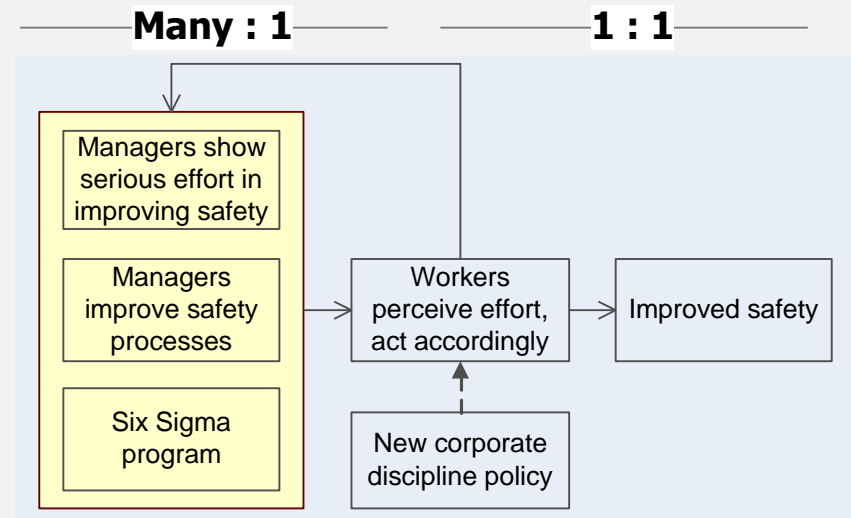 Many : 1
1 : 1
Managers show
serious effort in
improving safety
Managers
improve safety
processes
Six Sigma
program
Workers
perceive effort,
act accordingly
New corporate
discipline policy
Improved safety